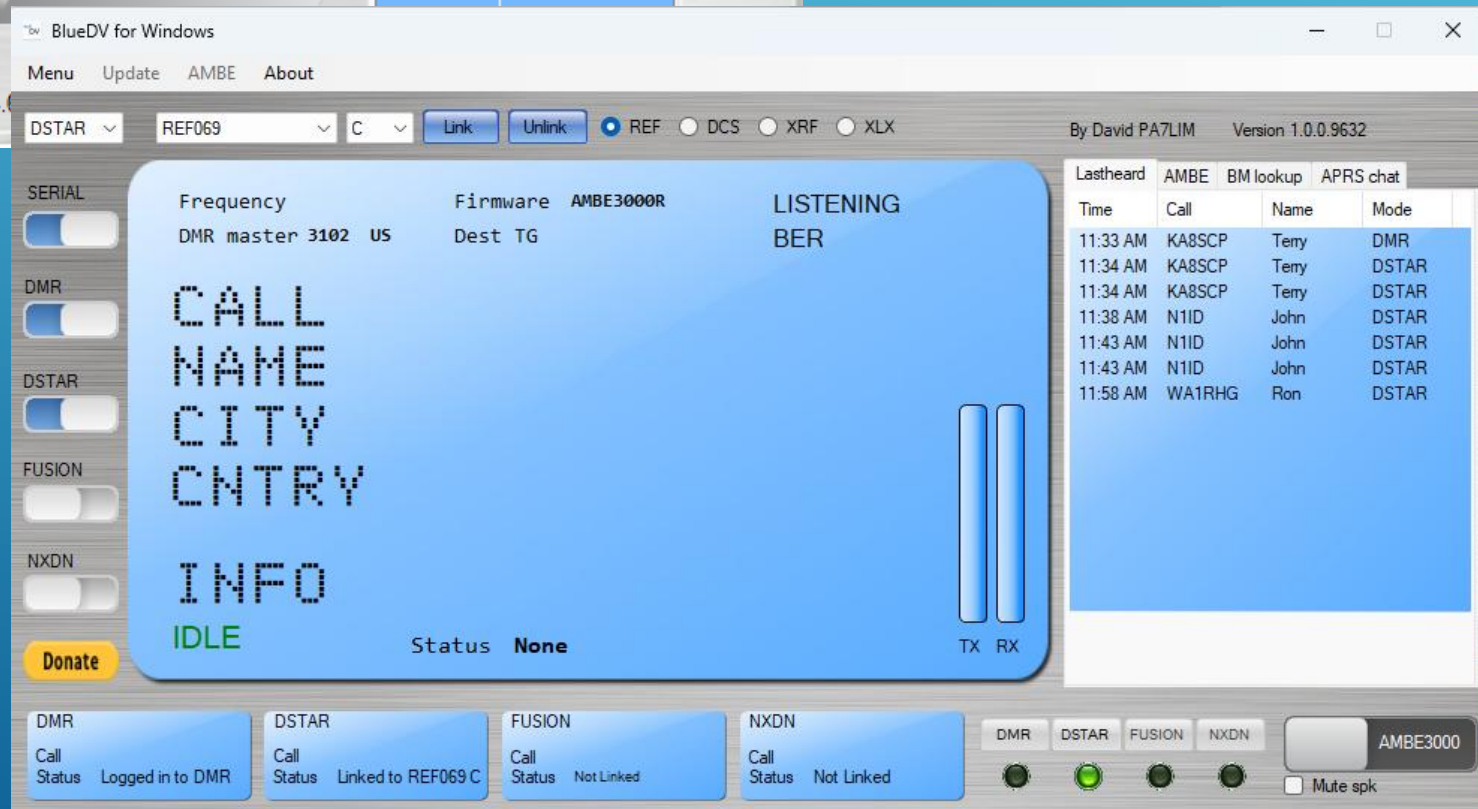 BlueDV for Windows
Menu Update AMBE About
DSTAR REF069 C Link Unlink REF DCS XRF XLX
By David PA7LIM Version 1.0.0.9632
SERIAL
DMR
DSTAR
FUSION
NXDN
Donate
Frequency Firmware AMBE3000R LISTENING
DMR master 3102 US Dest TG BER
CALL
NAME
CITY
CNTRY
INFO
IDLE Status None TX RX
Lastheard AMBE BM lookup APRS chat
Time Call Name Mode
11:33 AM KA8SCP Terry DMR
11:34 AM KA8SCP Terry DSTAR
11:34 AM KA8SCP Terry DSTAR
11:38 AM N1ID John DSTAR
11:43 AM N1ID John DSTAR
11:43 AM N1ID John DSTAR
11:58 AM WA1RHG Ron DSTAR
DMR
Call
Status Logged in to DMR
DSTAR
Call
Status Linked to REF069 C
FUSION
Call
Status Not Linked
NXDN
Call
Status Not Linked
DMR DSTAR FUSION NXDN
AMBE3000
Mute spk